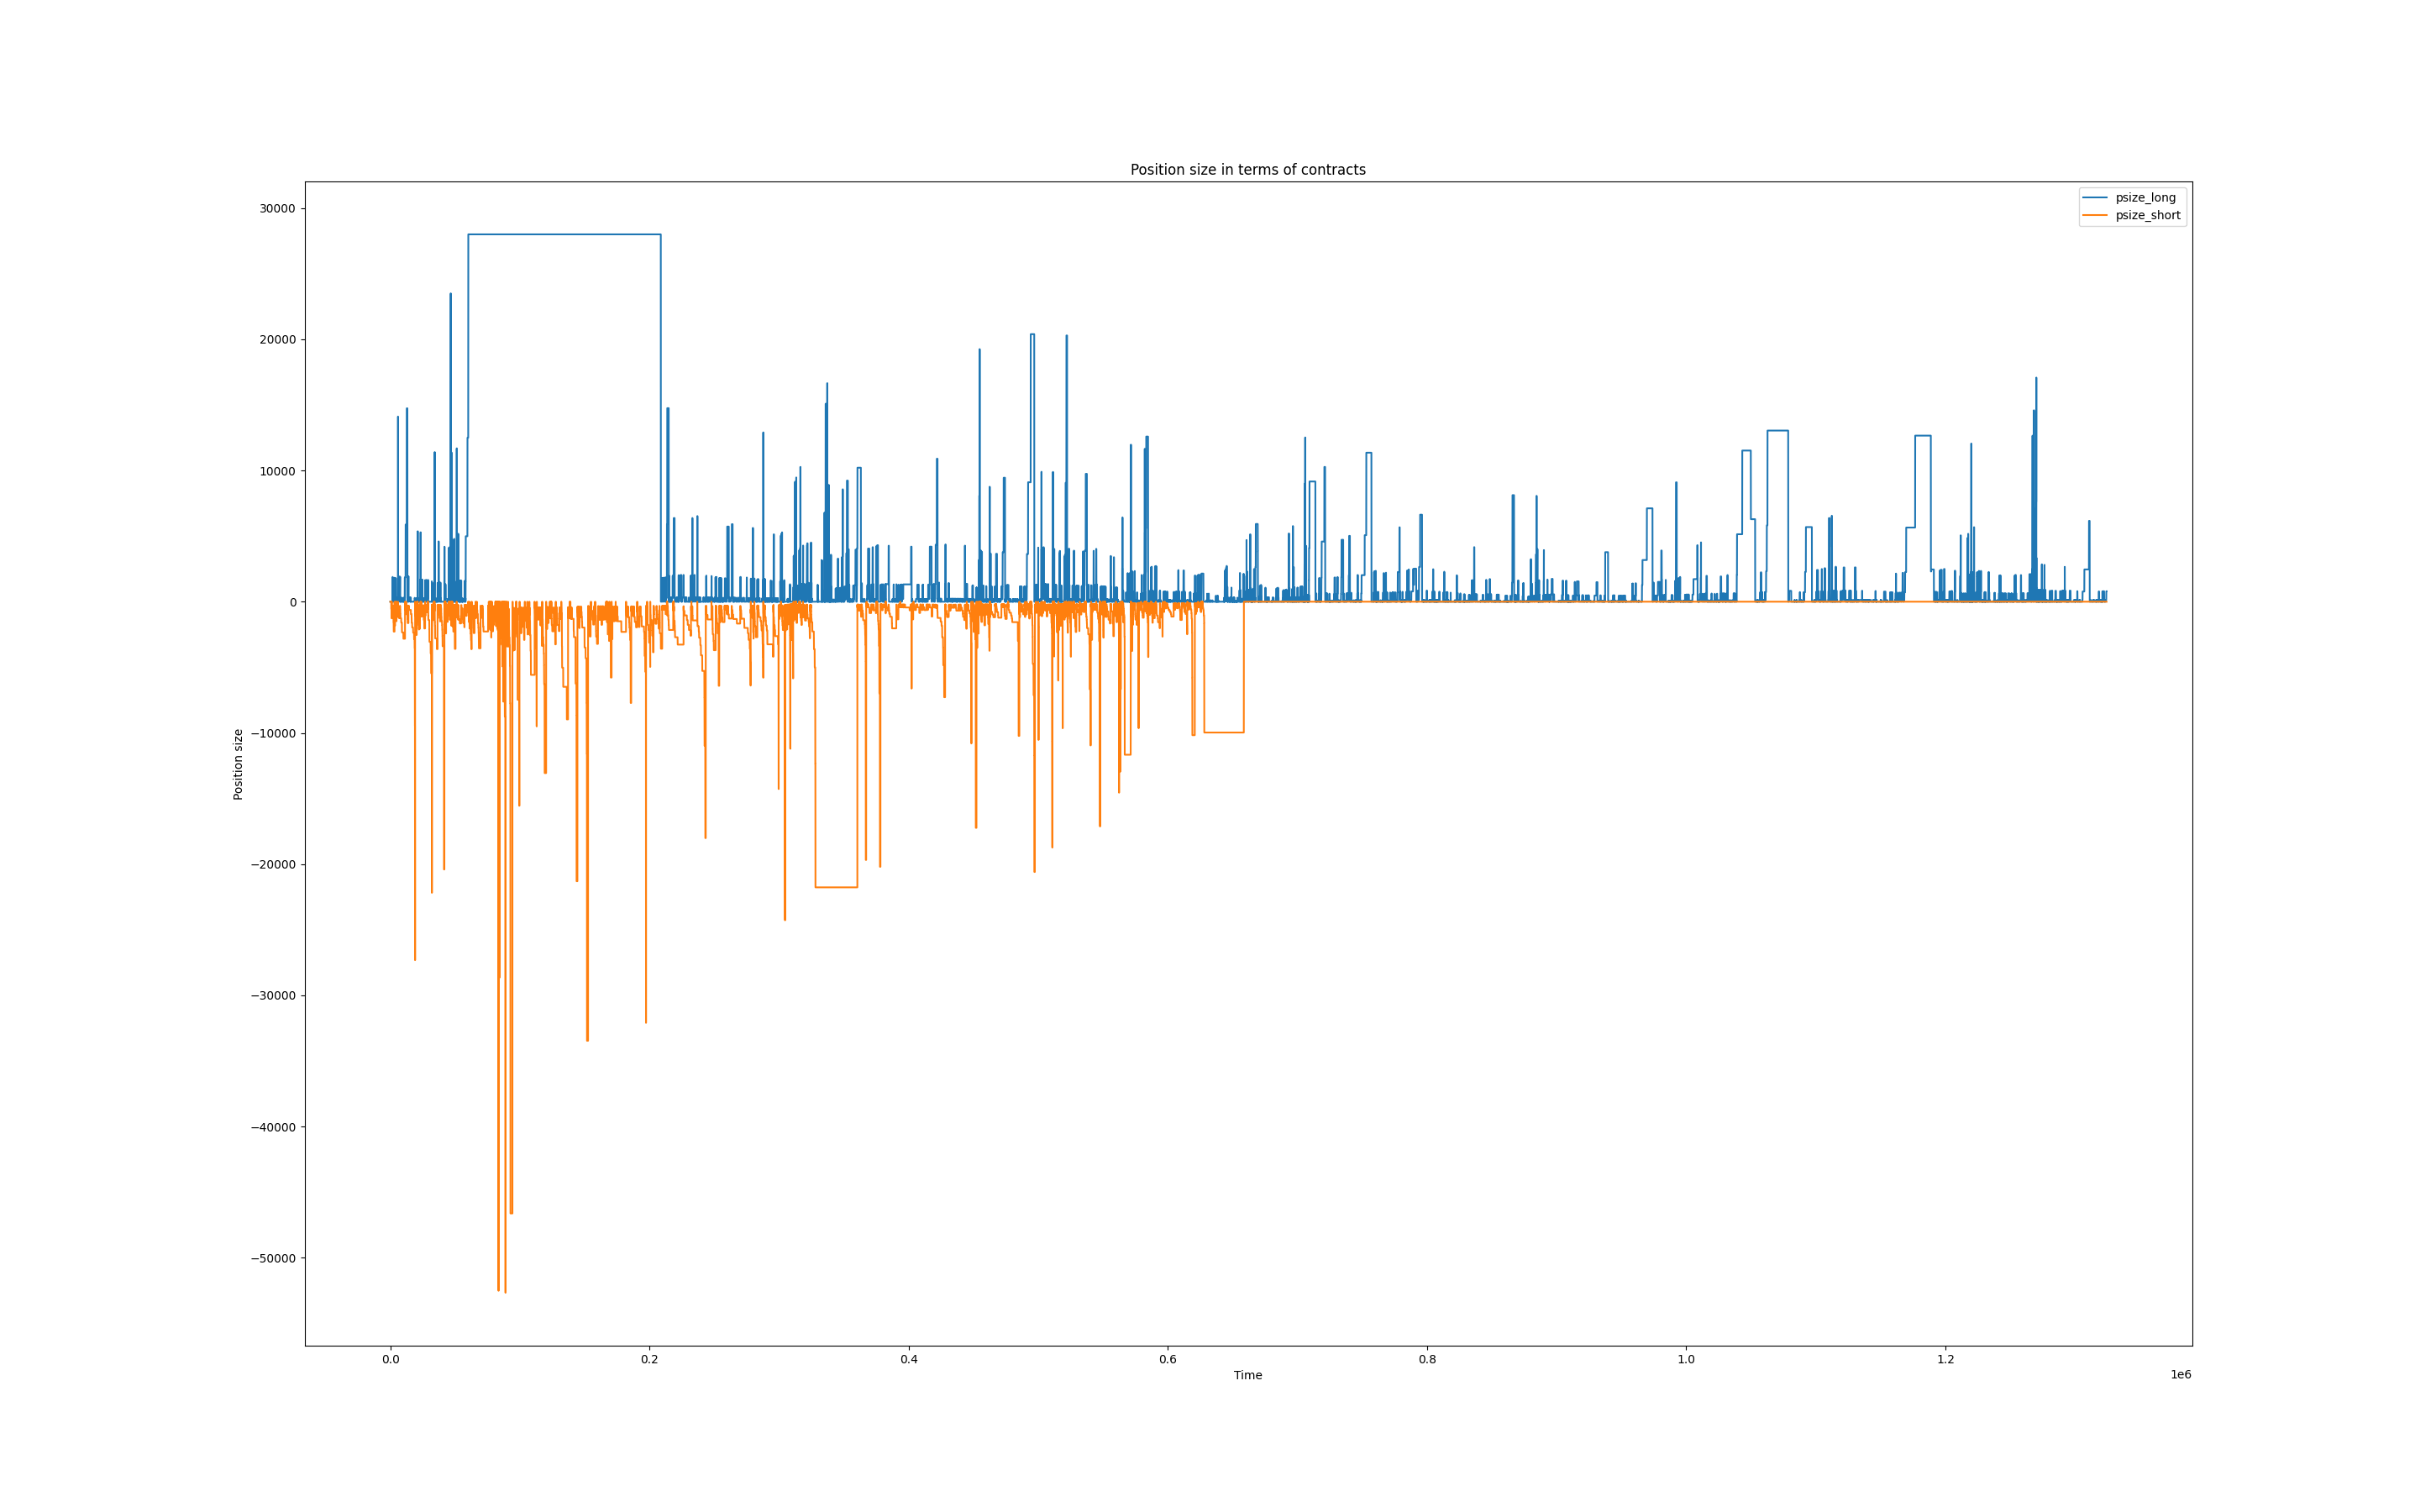 Position size in terms of contracts
psize_long
psize_short
30000
20000
10000
0
−10000
−20000
−30000
−40000
−50000
Position size
0.0 0.2 0.4 0.6 0.8 1.0 1.2
Time
1e6